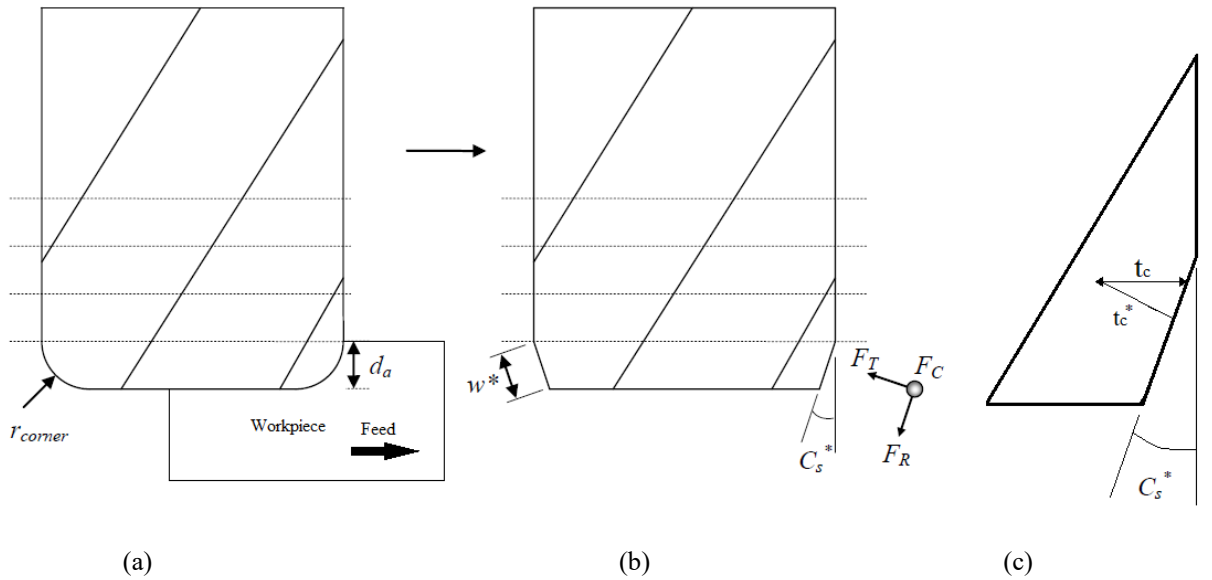 d_a
r_corner
Workpiece
Feed
(a)
w*
C_s*
F_T
F_C
F_R
(b)
t_c
t_c*
C_s*
(c)